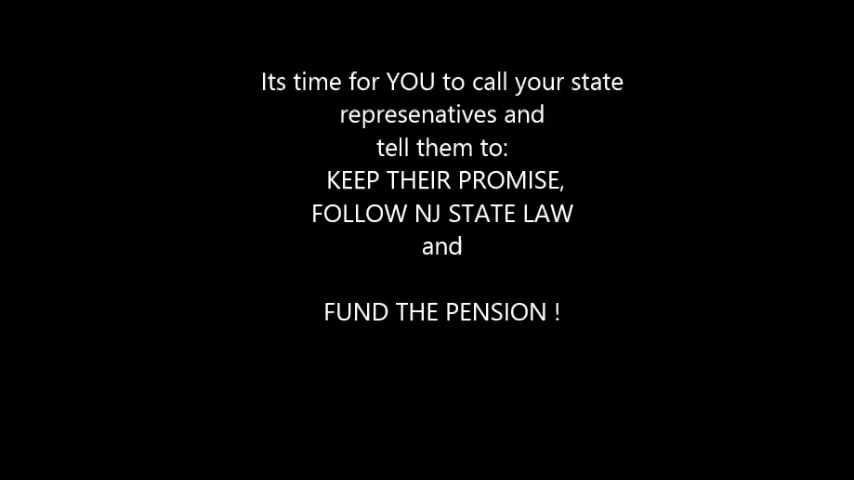 Its time for YOU to call your state
represenatives and
tell them to:
KEEP THEIR PROMISE,
FOLLOW NJ STATE LAW
and
FUND THE PENSION !